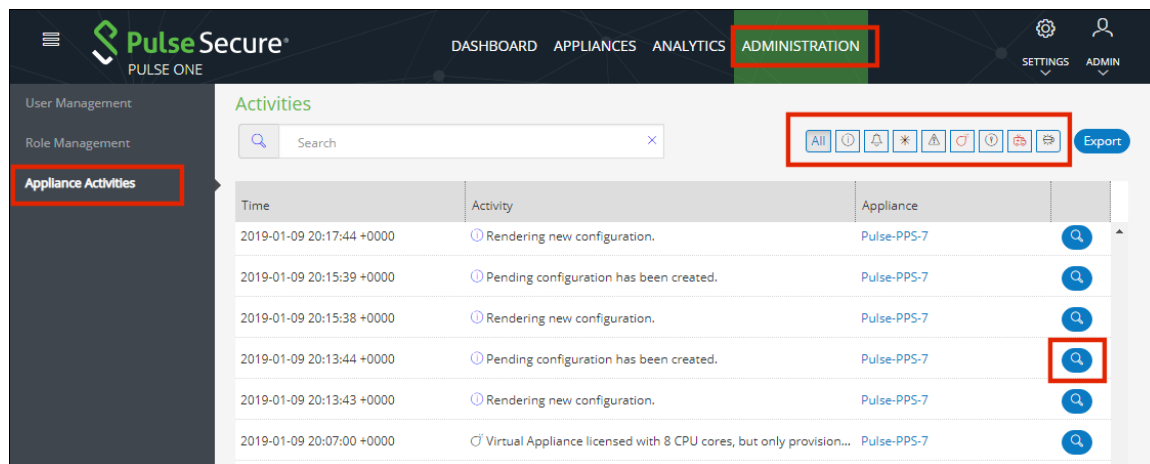 Pulse Secure®
PULSE ONE
DASHBOARD APPLIANCES ANALYTICS ADMINISTRATION
SETTINGS ADMIN
User Management
Role Management
Appliance Activities
Activities
Search
All
Export
Time Activity Appliance
2019-01-09 20:17:44 +0000 Rendering new configuration. Pulse-PPS-7
2019-01-09 20:15:39 +0000 Pending configuration has been created. Pulse-PPS-7
2019-01-09 20:15:38 +0000 Rendering new configuration. Pulse-PPS-7
2019-01-09 20:13:44 +0000 Pending configuration has been created. Pulse-PPS-7
2019-01-09 20:13:43 +0000 Rendering new configuration. Pulse-PPS-7
2019-01-09 20:07:00 +0000 Virtual Appliance licensed with 8 CPU cores, but only provision... Pulse-PPS-7